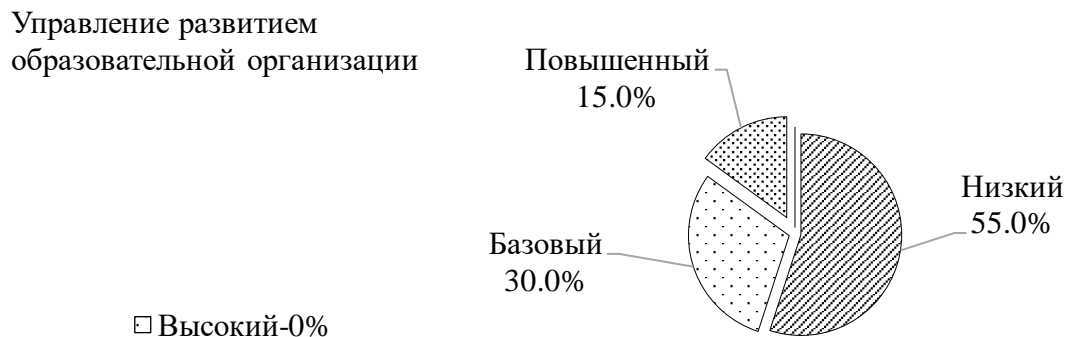 Управление развитием
образовательной организации
Повышенный
15.0%
Низкий
55.0%
Базовый
30.0%
Высокий-0%